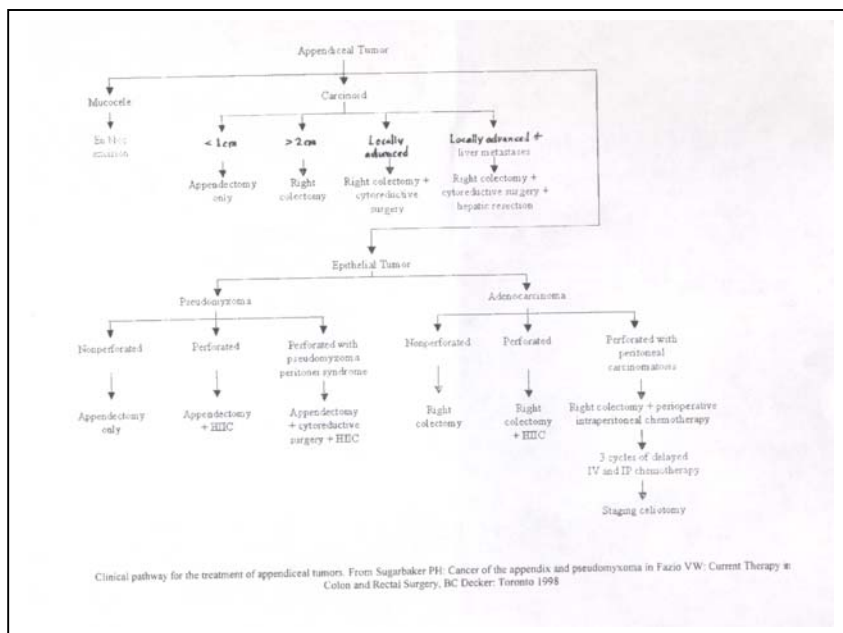 Appendiceal Tumor
Mucocele
Carcinoid
En bloc
excision
< 1cm
> 2cm
Locally
advanced
Locally advanced +
liver metastases
Appendectomy
only
Right
colectomy
Right colectomy +
cytoreductive
surgery
Right colectomy +
cytoreductive surgery +
hepatic resection
Epithelial Tumor
Pseudomyxoma
Adenocarcinoma
Nonperforated
Perforated
Perforated with
pseudomyxoma
peritonei syndrome
Nonperforated
Perforated
Perforated with
peritoneal
carcinomatosis
Appendectomy
only
Appendectomy
+ HIIC
Appendectomy
+ cytoreductive
surgery + HIIC
Right
colectomy
Right
colectomy
+ HIIC
Right colectomy + perioperative
intraperitoneal chemotherapy
3 cycles of delayed
IV and IP chemotherapy
Staging celiotomy
Clinical pathway for the treatment of appendiceal tumors. From Sugarbaker PH: Cancer of the appendix and pseudomyxoma in Fazio VW: Current Therapy in
Colon and Rectal Surgery, BC Decker: Toronto 1998